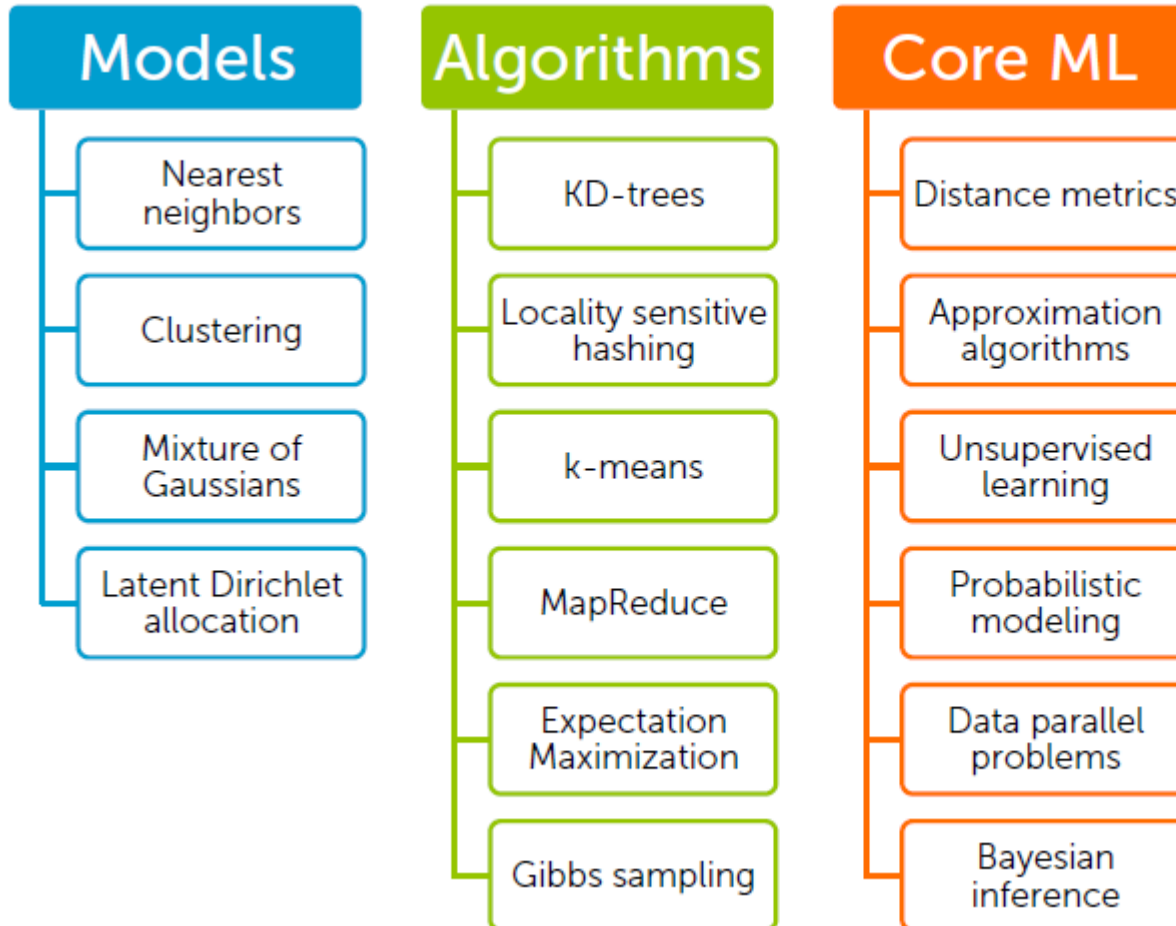 Models
Nearest
neighbors
Clustering
Mixture of
Gaussians
Latent Dirichlet
allocation
Algorithms
KD-trees
Locality sensitive
hashing
k-means
MapReduce
Expectation
Maximization
Gibbs sampling
Core ML
Distance metrics
Approximation
algorithms
Unsupervised
learning
Probabilistic
modeling
Data parallel
problems
Bayesian
inference